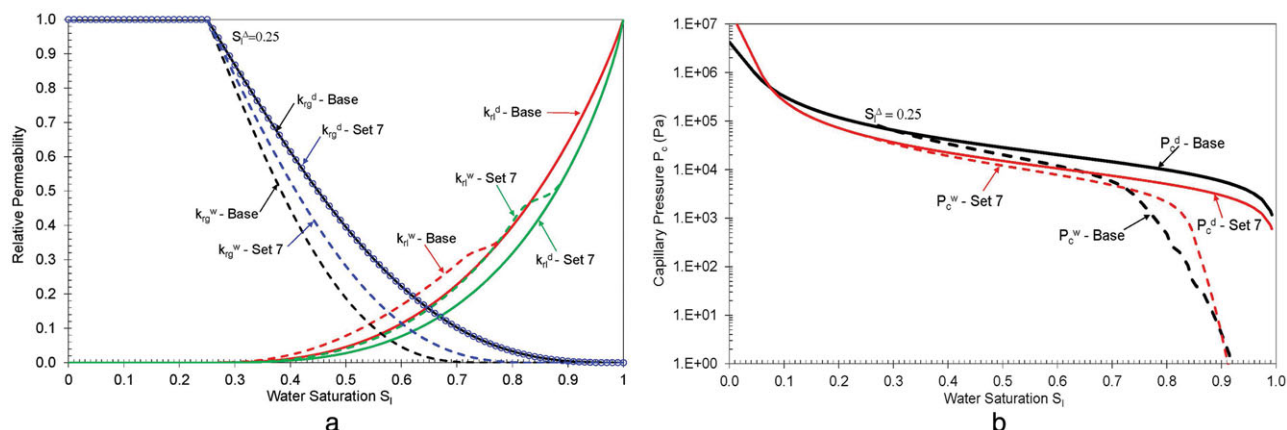 1.0
0.9
0.8
0.7
0.6
0.5
0.4
0.3
0.2
0.1
0.0
Relative Permeability
S_l^Δ=0.25
k_rg^d - Base
k_rg^d - Set 7
k_rg^w - Base
k_rg^w - Set 7
k_rl^d - Base
k_rl^w - Set 7
k_rl^w - Base
k_rl^d - Set 7
0 0.1 0.2 0.3 0.4 0.5 0.6 0.7 0.8 0.9 1
Water Saturation S_l
a
1.E+07
1.E+06
1.E+05
1.E+04
1.E+03
1.E+02
1.E+01
1.E+00
Capillary Pressure P_c (Pa)
S_l^Δ = 0.25
P_c^d - Base
P_c^w - Set 7
P_c^d - Set 7
P_c^w - Base
0.0 0.1 0.2 0.3 0.4 0.5 0.6 0.7 0.8 0.9 1.0
Water Saturation S_l
b